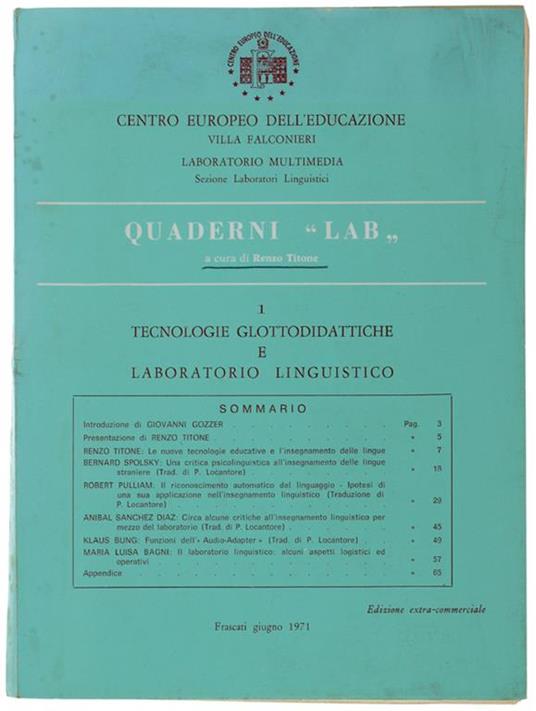 CENTRO EUROPEO DELL'EDUCAZIONE
CENTRO EUROPEO DELL'EDUCAZIONE
VILLA FALCONIERI
LABORATORIO MULTIMEDIA
Sezione Laboratori Linguistici
QUADERNI “LAB„
a cura di Renzo Titone
1
TECNOLOGIE GLOTTODIDATTICHE
E
LABORATORIO LINGUISTICO
SOMMARIO
Introduzione di GIOVANNI GOZZER . . . . . . . Pag. 3
Presentazione di RENZO TITONE . . . . . . . » 5
RENZO TITONE: Le nuove tecnologie educative e l'insegnamento delle lingue » 7
BERNARD SPOLSKY: Una critica psicolinguistica all'insegnamento delle lingue
straniere (Trad. di P. Locantore) . . . . . . » 18
ROBERT PULLIAM: Il riconoscimento automatico del linguaggio - Ipotesi di
una sua applicazione nell'insegnamento linguistico (Traduzione di
P. Locantore) . . . . . . . » 29
ANIBAL SANCHEZ DIAZ: Circa alcune critiche all'insegnamento linguistico per
mezzo del laboratorio (Trad. di P. Locantore) . . . . » 45
KLAUS BUNG: Funzioni dell'« Audio-Adapter » (Trad. di P. Locantore) . . » 49
MARIA LUISA BAGNI: Il laboratorio linguistico: alcuni aspetti logistici ed
operativi . . . . . . . » 57
Appendice . . . . . . . » 65
Edizione extra-commerciale
Frascati giugno 1971